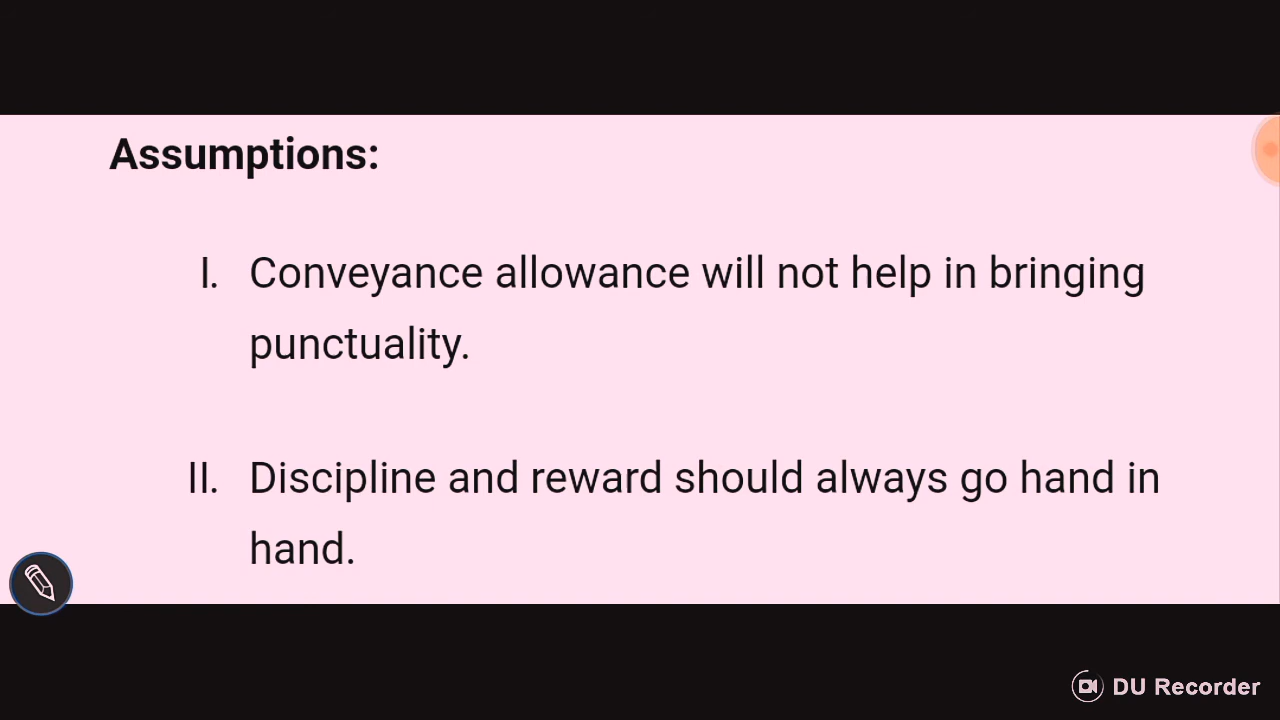 Assumptions:
I. Conveyance allowance will not help in bringing
punctuality.
II. Discipline and reward should always go hand in
hand.
DU Recorder